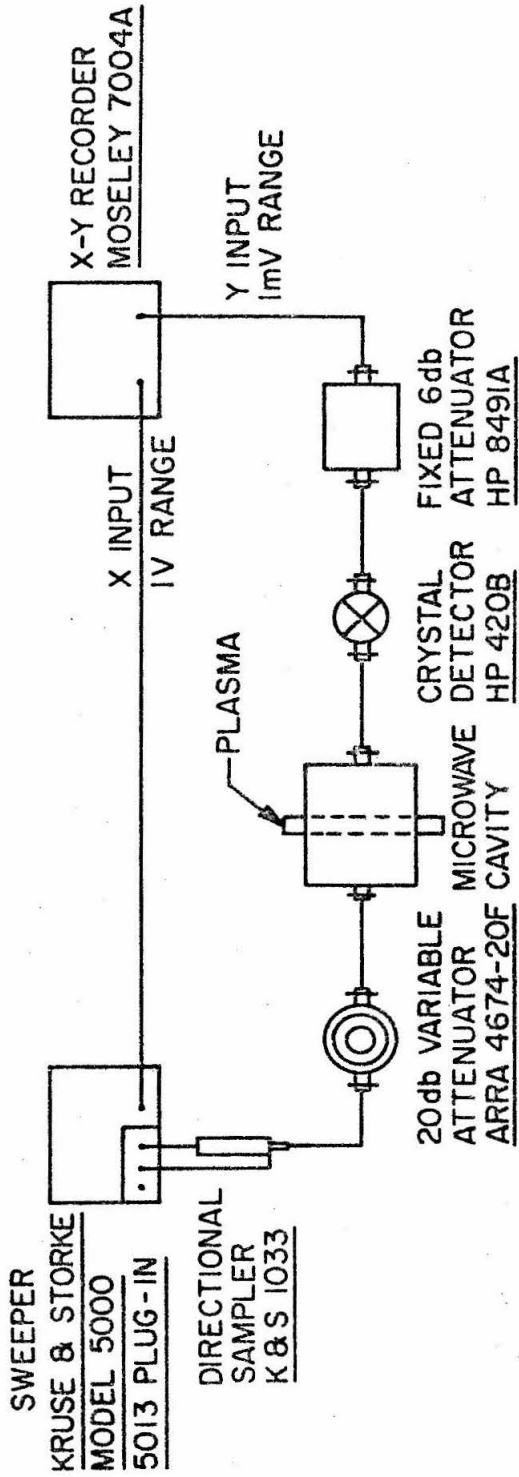 SWEEPER
KRUSE & STORKE
MODEL 5000
5013 PLUG-IN
DIRECTIONAL
SAMPLER
K&S 1033
X INPUT
1V RANGE
X-Y RECORDER
MOSELEY 7004A
Y INPUT
1mV RANGE
PLASMA
20db VARIABLE
ATTENUATOR
ARRA 4674-20F
MICROWAVE
CAVITY
CRYSTAL
DETECTOR
HP 420B
FIXED 6db
ATTENUATOR
HP 8491A